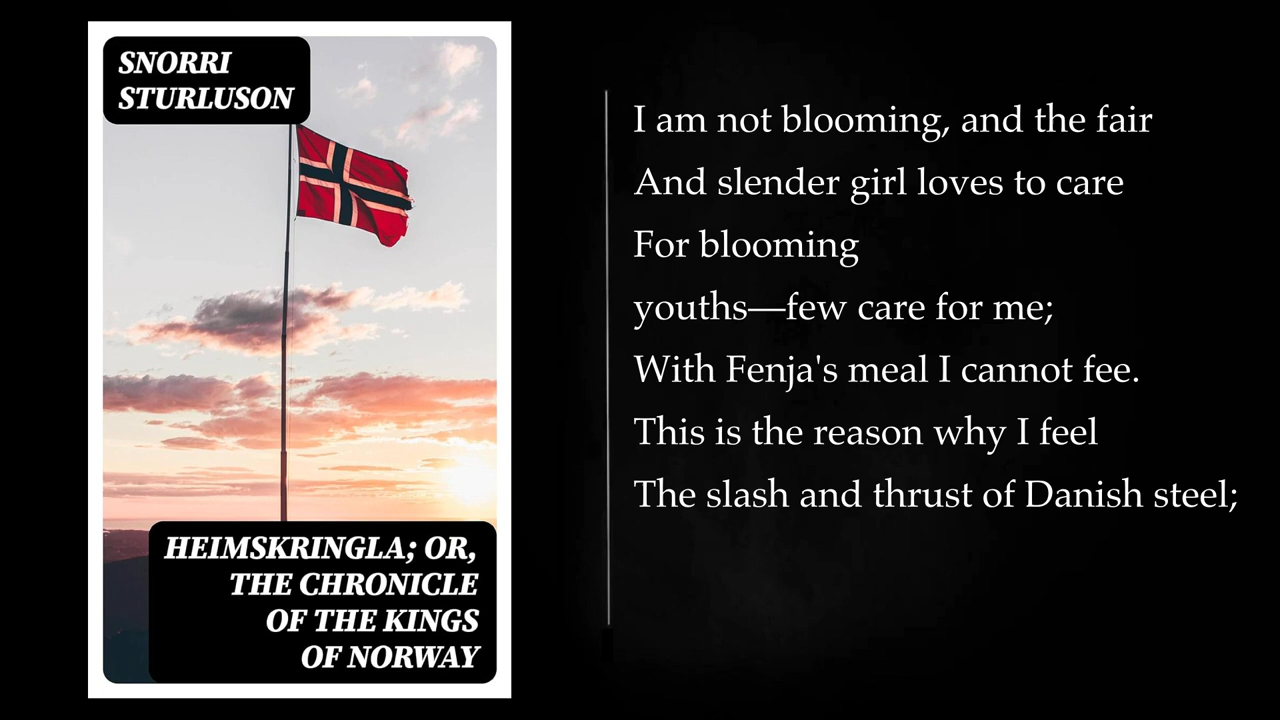 SNORRI
STURLUSON
HEIMSKRINGLA; OR,
THE CHRONICLE
OF THE KINGS
OF NORWAY
I am not blooming, and the fair
And slender girl loves to care
For blooming
youths—few care for me;
With Fenja's meal I cannot fee.
This is the reason why I feel
The slash and thrust of Danish steel;